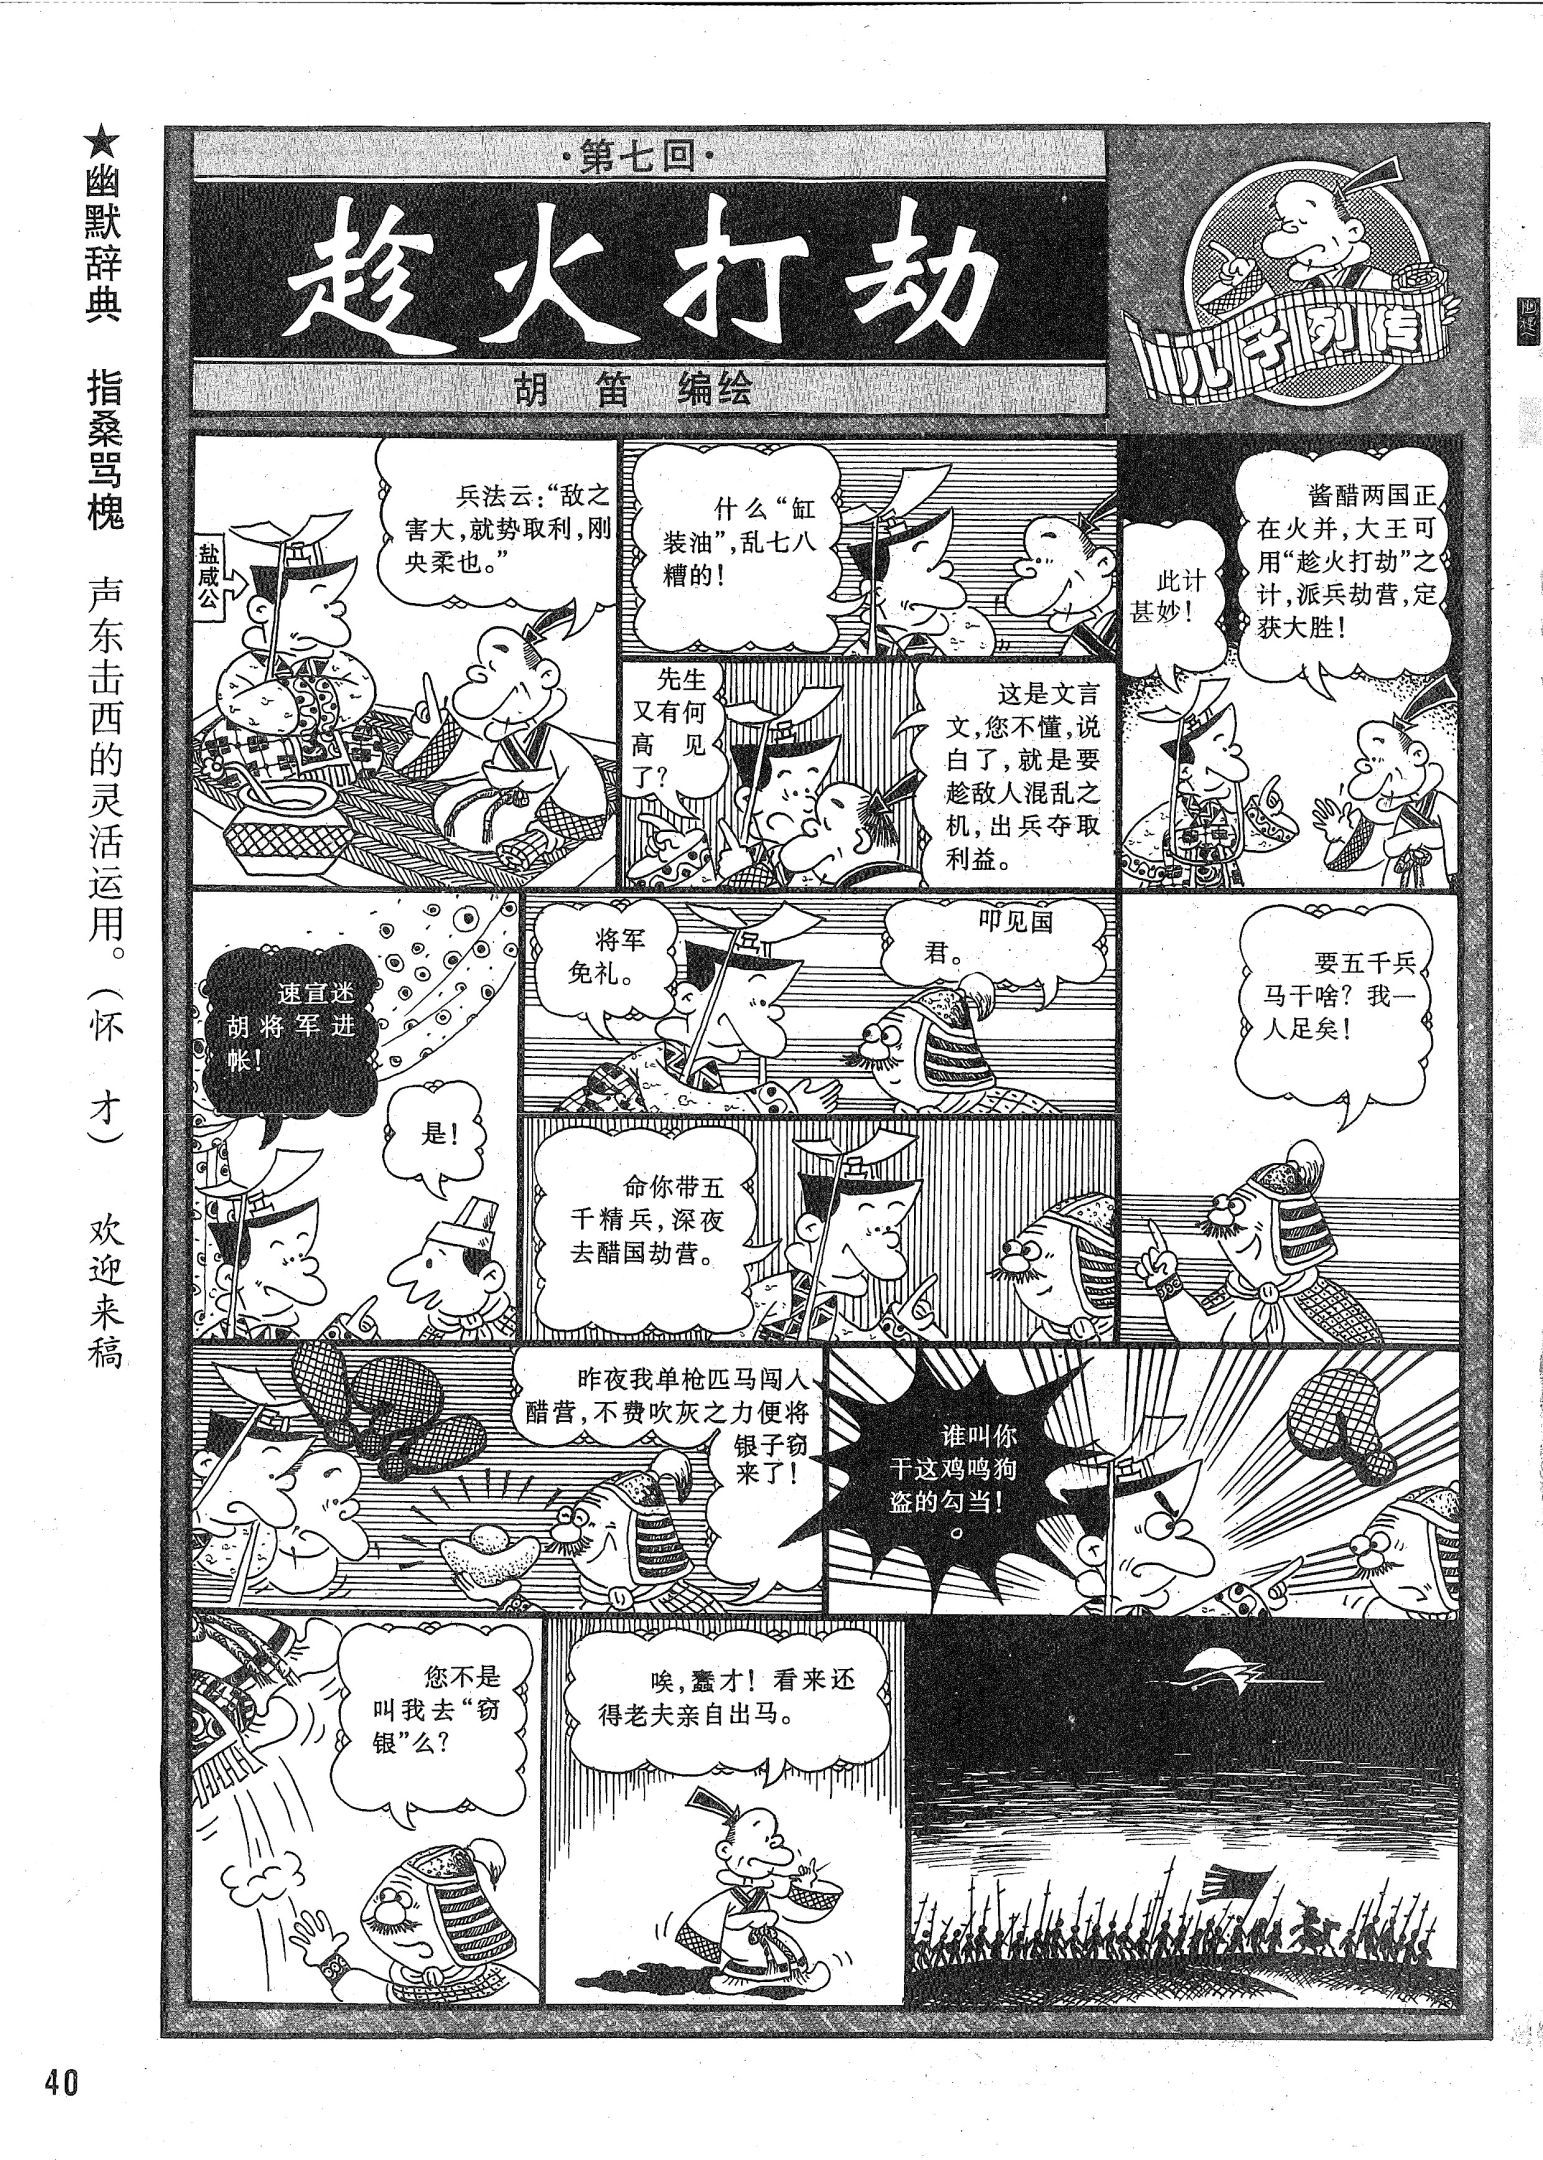 ·第七回·
趁火打劫
胡 笛 编绘
儿子列传
盐咸公
兵法云：“敌之
害大，就势取利，刚
央柔也。”
什么“缸
装油”，乱七八
糟的！
先生
又有何
高 见
了？
这是文言
文，您不懂，说
白了，就是要
趁敌人混乱之
机，出兵夺取
利益。
酱醋两国正
在火并，大王可
用“趁火打劫”之
计，派兵劫营，定
获大胜！
此计
甚妙！
速宣迷
胡将军进
帐！
是！
将军
免礼。
叩见国
君。
命你带五
千精兵，深夜
去醋国劫营。
要五千兵
马干啥？我一
人足矣！
昨夜我单枪匹马闯入
醋营，不费吹灰之力便将
银子窃
来了！
谁叫你
干这鸡鸣狗
盗的勾当！
您不是
叫我去“窃
银”么？
唉，蠢才！看来还
得老夫亲自出马。
★幽默辞典 指桑骂槐 声东击西的灵活运用。（怀 才） 欢迎来稿
40